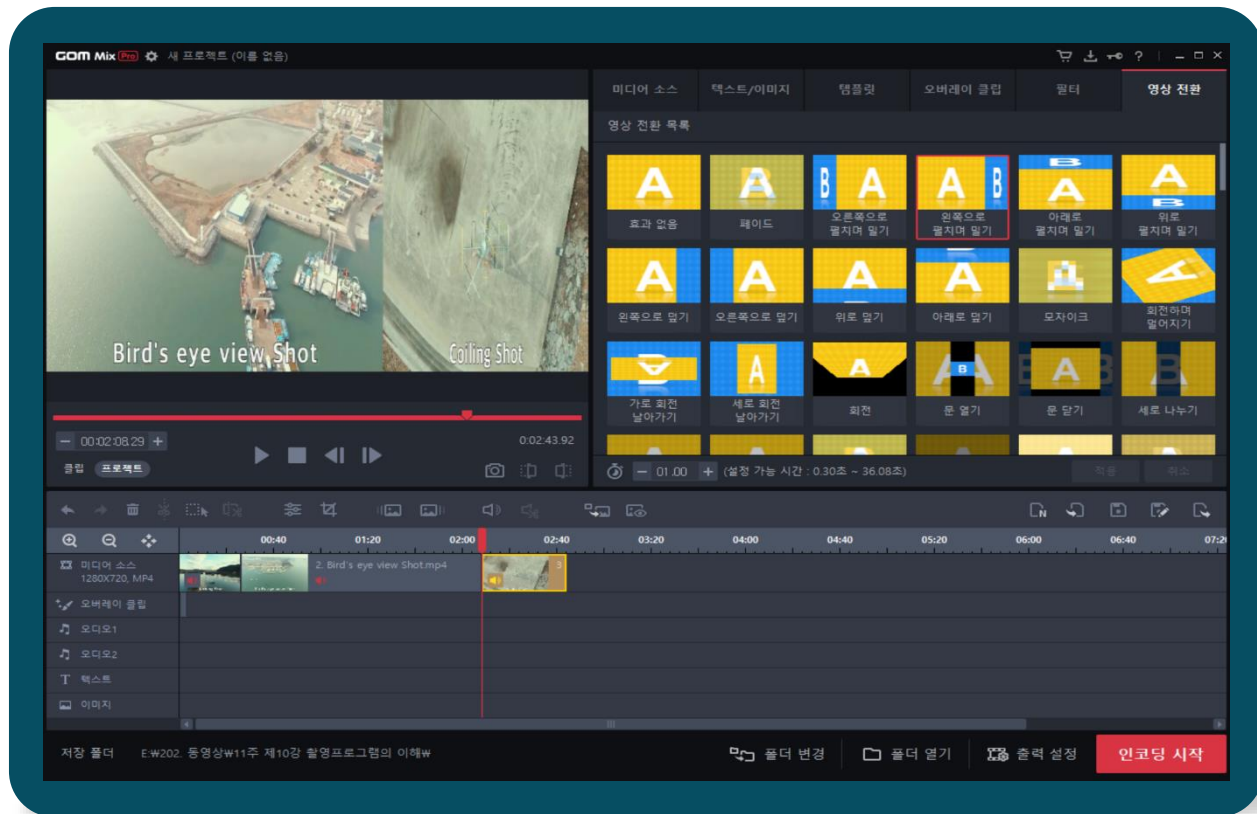 GOM Mix Pro 새 프로젝트 (이름 없음)
Bird's eye view Shot
Coiling Shot
00:02:08.29
0:02:43.92
클립 프로젝트
미디어 소스 텍스트/이미지 템플릿 오버레이 클립 필터 영상 전환
영상 전환 목록
효과 없음
페이드
오른쪽으로
펼치며 밀기
왼쪽으로
펼치며 밀기
아래로
펼치며 밀기
위로
펼치며 밀기
왼쪽으로 덮기
오른쪽으로 덮기
위로 덮기
아래로 덮기
모자이크
회전하며
멀어지기
가로 회전
날아가기
세로 회전
날아가기
회전
문 열기
문 닫기
세로 나누기
01.00 (설정 가능 시간 : 0.30초 ~ 36.08초) 적용 취소
00:40 01:20 02:00 02:40 03:20 04:00 04:40 05:20 06:00 06:40 07:2
미디어 소스
1280X720, MP4
2. Bird's eye view Shot.mp4
3
오버레이 클립
오디오1
오디오2
텍스트
이미지
저장 폴더 E:₩202. 동영상₩11주 제10강 촬영프로그램의 이해₩ 폴더 변경 폴더 열기 출력 설정 인코딩 시작